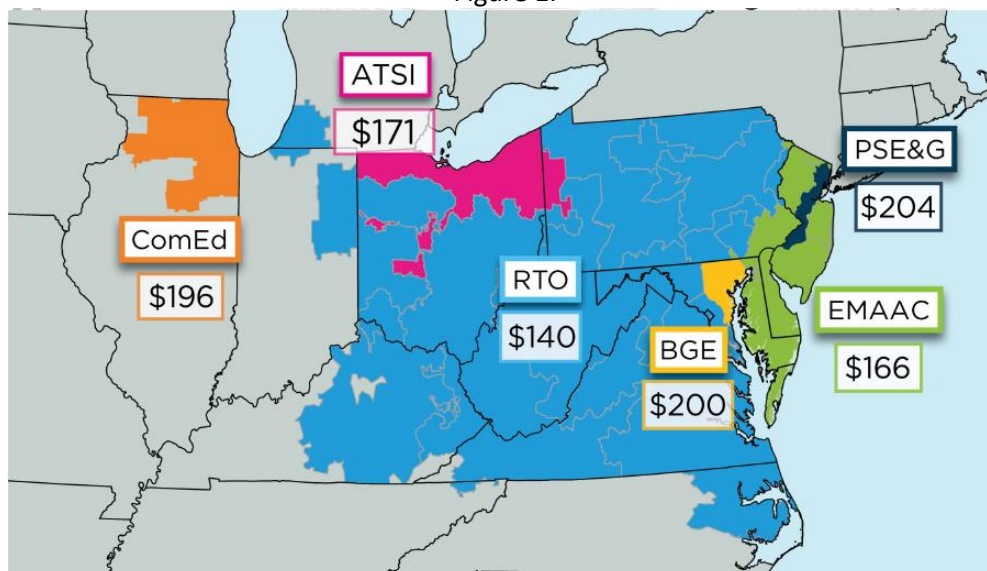 ATSI
$171
PSE&G
$204
ComEd
$196
RTO
$140
BGE
$200
EMAAC
$166